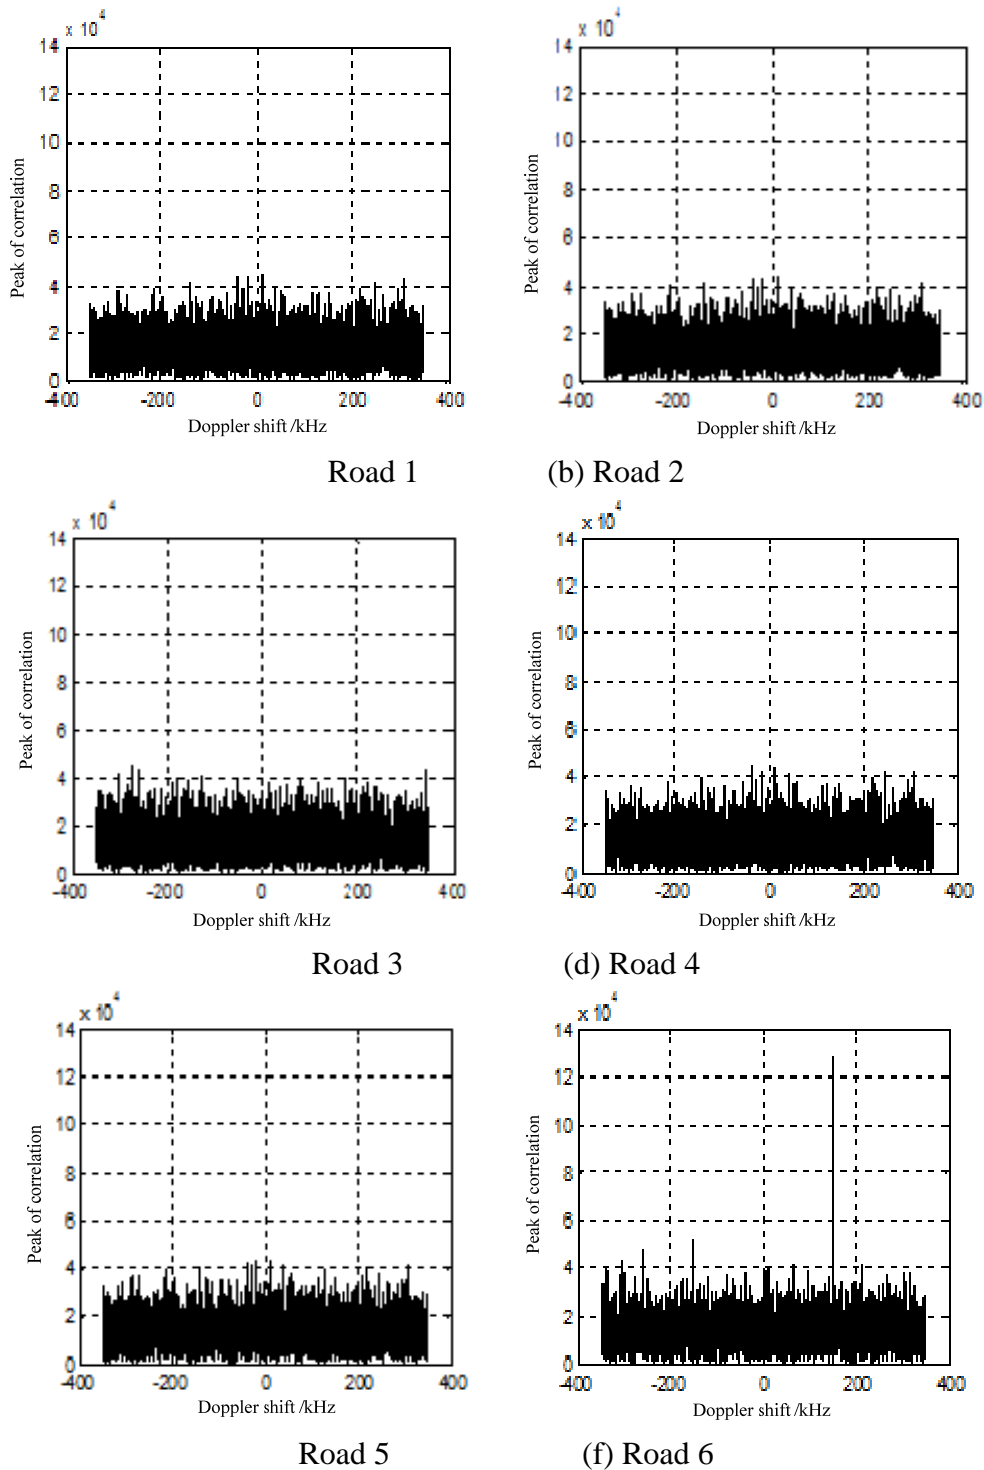 x 10^4
14
12
10
8
6
4
2
0
-400 -200 0 200 400
Peak of correlation
Doppler shift /kHz
Road 1
x 10^4
14
12
10
8
6
4
2
0
-400 -200 0 200 400
Peak of correlation
Doppler shift /kHz
(b) Road 2
x 10^4
14
12
10
8
6
4
2
0
-400 -200 0 200 400
Peak of correlation
Doppler shift /kHz
Road 3
x 10^4
14
12
10
8
6
4
2
0
-400 -200 0 200 400
Peak of correlation
Doppler shift /kHz
(d) Road 4
x 10^4
14
12
10
8
6
4
2
0
-400 -200 0 200 400
Peak of correlation
Doppler shift /kHz
Road 5
x 10^4
14
12
10
8
6
4
2
0
-400 -200 0 200 400
Peak of correlation
Doppler shift /kHz
(f) Road 6